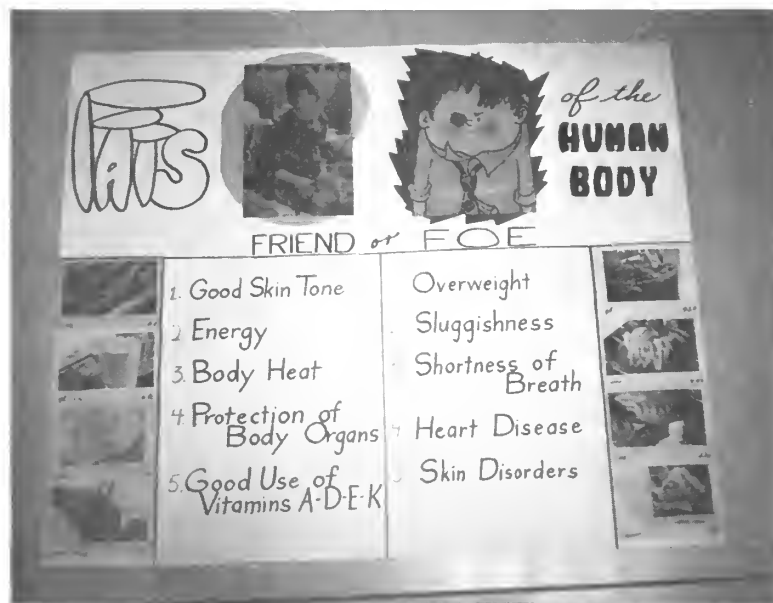 FATS
of the
HUMAN
BODY
FRIEND or FOE
1. Good Skin Tone
2 Energy
3. Body Heat
4. Protection of
Body Organs
5. Good Use of
Vitamins A-D-E-K
Overweight
Sluggishness
Shortness of
Breath
4 Heart Disease
Skin Disorders